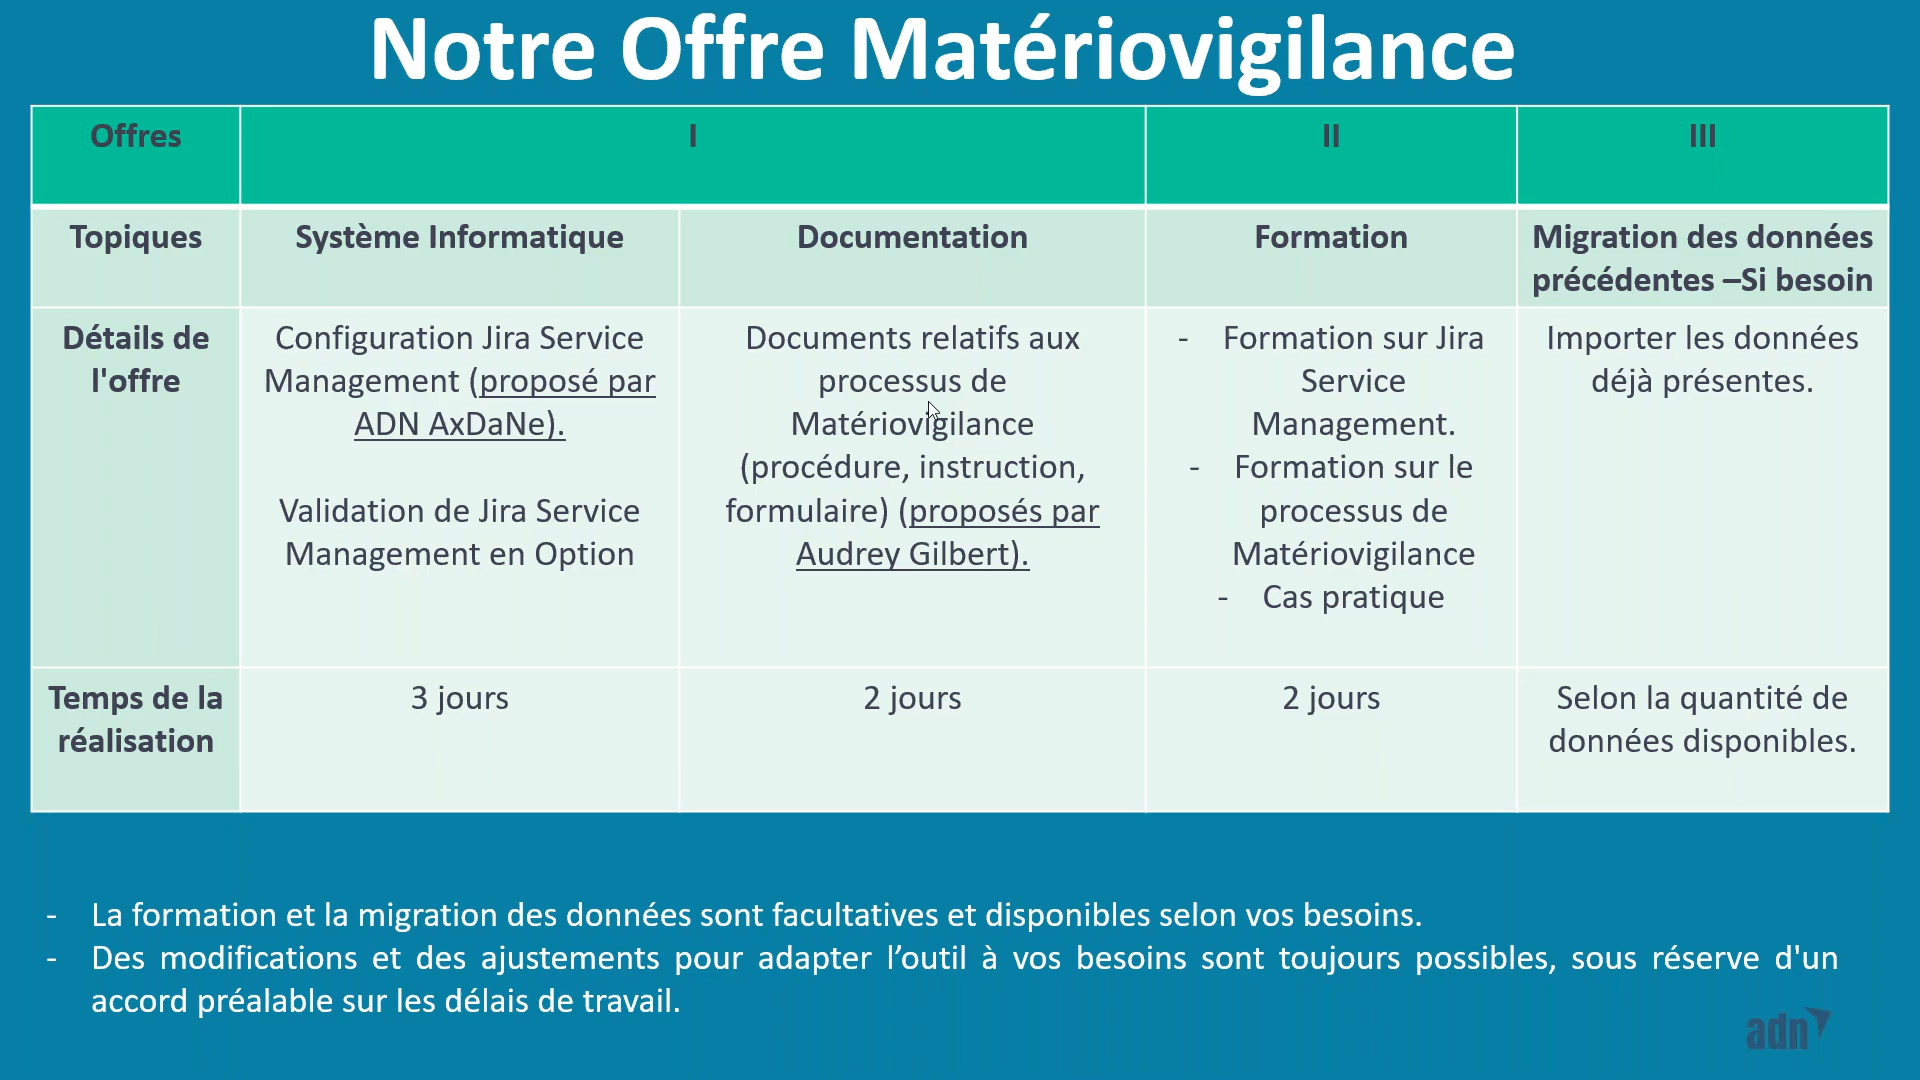 Notre Offre Matériovigilance
Offres
I
II
III
Topiques
Système Informatique
Documentation
Formation
Migration des données
précédentes –Si besoin
Détails de
l'offre
Configuration Jira Service
Management (proposé par
ADN AxDaNe).
Validation de Jira Service
Management en Option
Documents relatifs aux
processus de
Matériovigilance
(procédure, instruction,
formulaire) (proposés par
Audrey Gilbert).
- Formation sur Jira
Service
Management.
- Formation sur le
processus de
Matériovigilance
- Cas pratique
Importer les données
déjà présentes.
Temps de la
réalisation
3 jours
2 jours
2 jours
Selon la quantité de
données disponibles.
- La formation et la migration des données sont facultatives et disponibles selon vos besoins.
- Des modifications et des ajustements pour adapter l’outil à vos besoins sont toujours possibles, sous réserve d'un
accord préalable sur les délais de travail.
adn